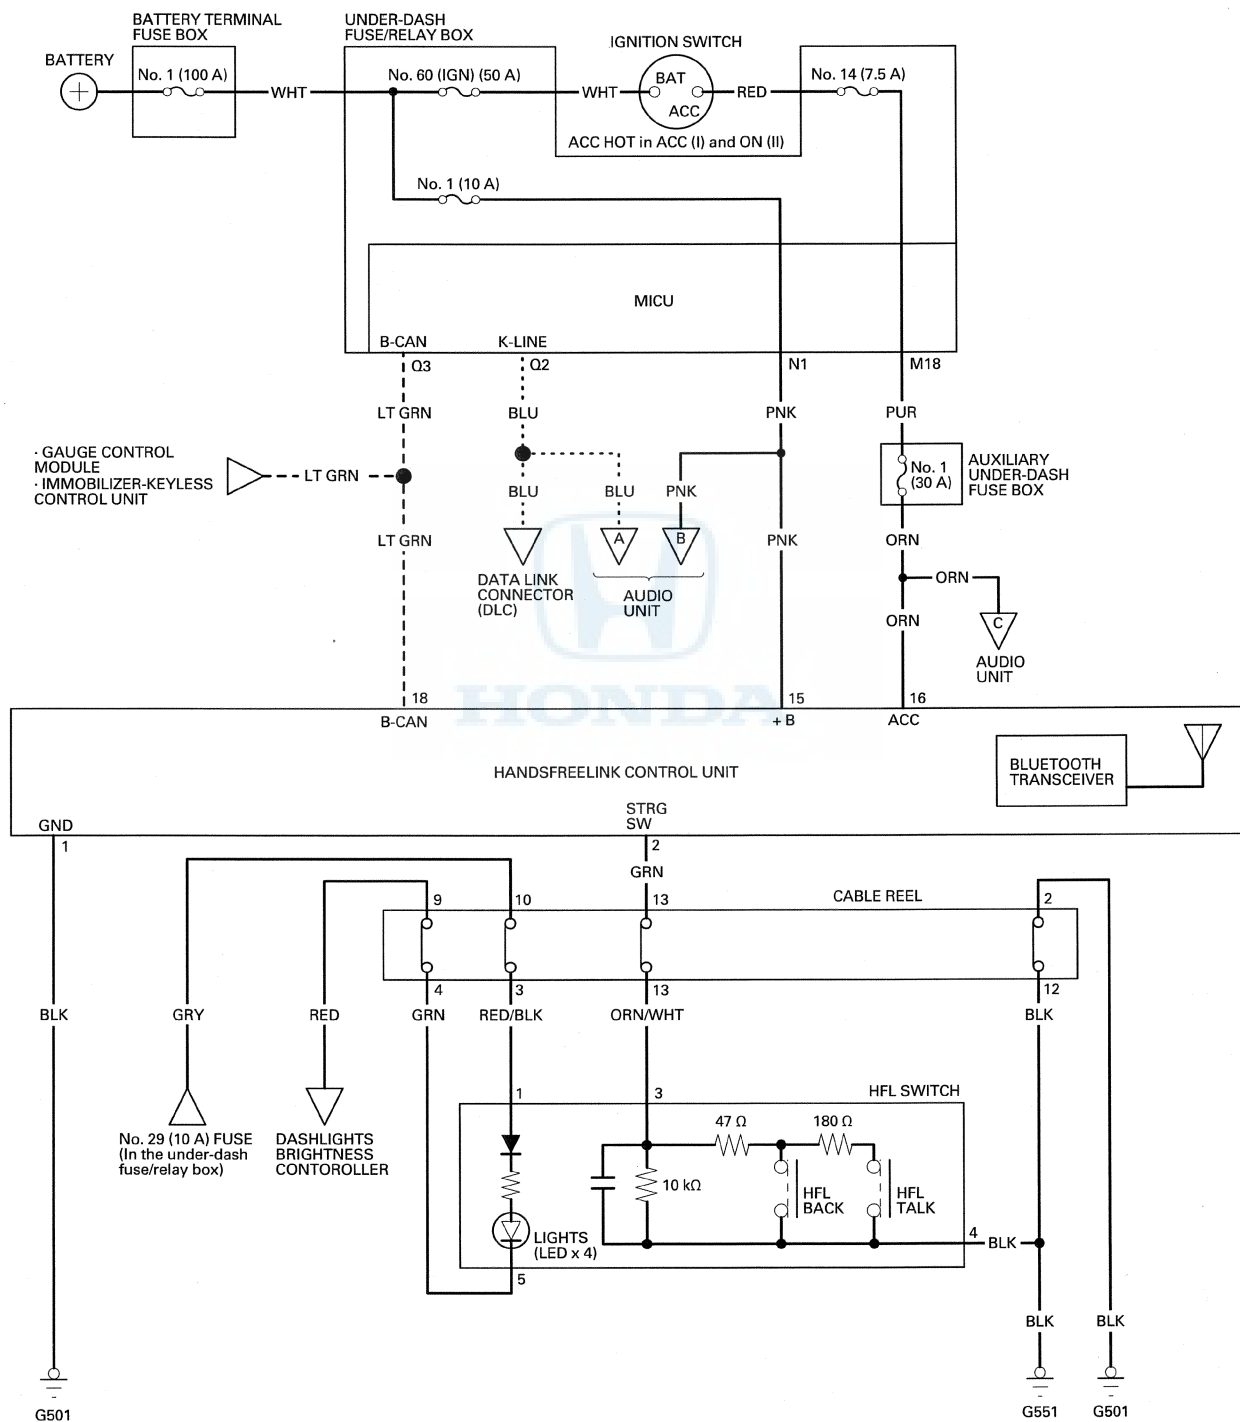 BATTERY TERMINAL
FUSE BOX
UNDER-DASH
FUSE/RELAY BOX
IGNITION SWITCH
BATTERY
No. 1 (100 A)
No. 60 (IGN) (50 A)
BAT
No. 14 (7.5 A)
WHT
WHT
RED
ACC
ACC HOT in ACC (I) and ON (II)
No. 1 (10 A)
MICU
B-CAN
K-LINE
Q3
Q2
N1
M18
LT GRN
BLU
PNK
PUR
· GAUGE CONTROL
MODULE
· IMMOBILIZER-KEYLESS
CONTROL UNIT
LT GRN
No. 1
(30 A)
AUXILIARY
UNDER-DASH
FUSE BOX
BLU
BLU
PNK
LT GRN
A
B
PNK
ORN
DATA LINK
CONNECTOR
(DLC)
AUDIO
UNIT
ORN
ORN
C
AUDIO
UNIT
HONDA
18
15
16
B-CAN
+ B
ACC
HANDSFREELINK CONTROL UNIT
BLUETOOTH
TRANSCEIVER
STRG
SW
GND
1
2
GRN
9
10
13
CABLE REEL
2
4
3
13
12
BLK
GRY
RED
GRN
RED/BLK
ORN/WHT
BLK
1
3
HFL SWITCH
No. 29 (10 A) FUSE
(In the under-dash
fuse/relay box)
DASHLIGHTS
BRIGHTNESS
CONTOROLLER
47 Ω
180 Ω
10 kΩ
HFL
BACK
HFL
TALK
LIGHTS
(LED x 4)
4
BLK
5
BLK
BLK
G501
G551
G501